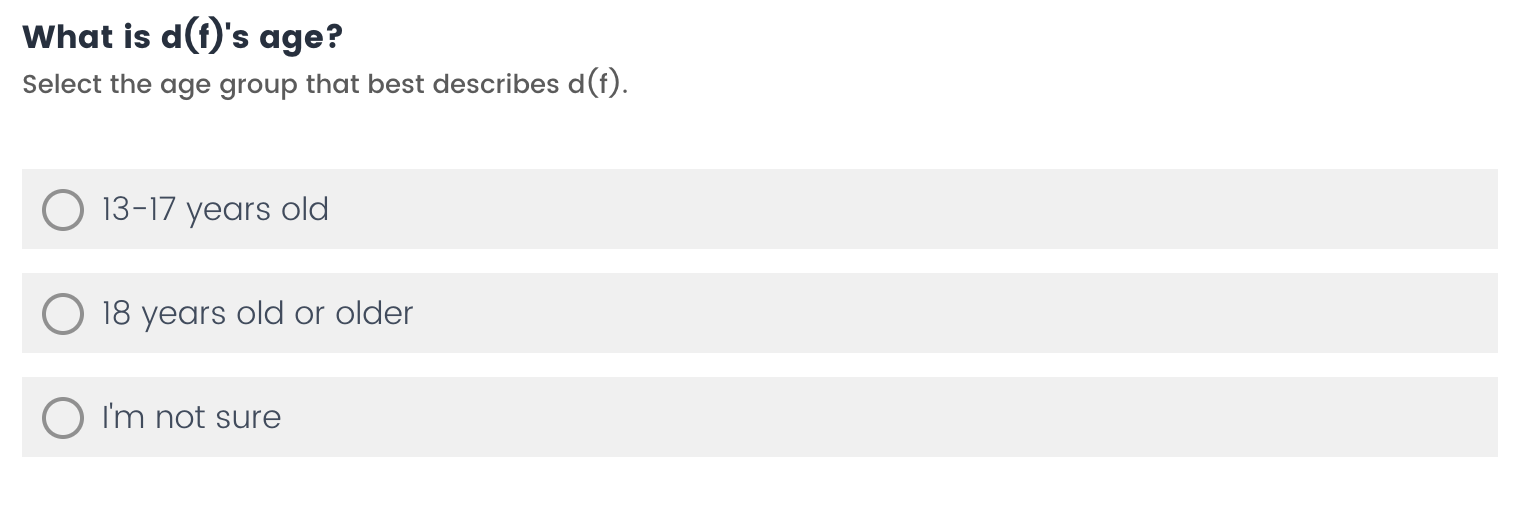 What is d(f)'s age?
Select the age group that best describes d(f).
13-17 years old
18 years old or older
I'm not sure